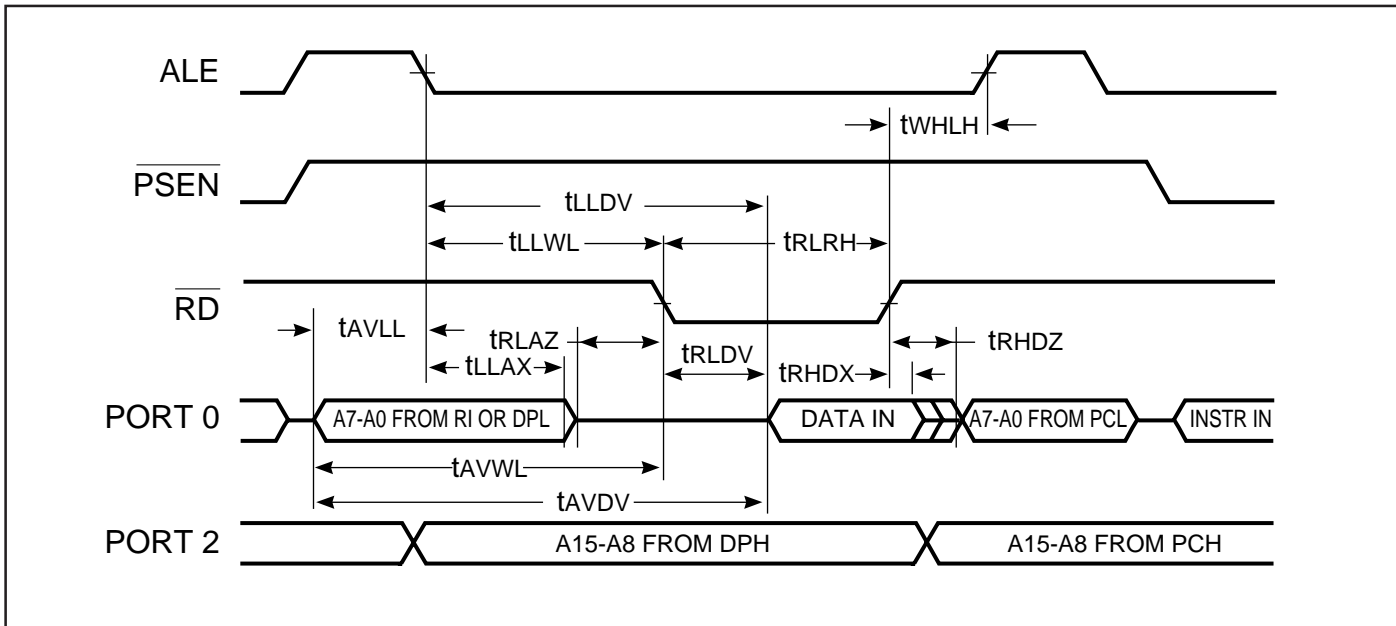 ALE
tWHLH
PSEN
tLLDV
tLLWL
tRLRH
RD
tAVLL
tRLAZ
tRLDV
tRHDZ
tLLAX
tRHDX
PORT 0
A7-A0 FROM RI OR DPL
DATA IN
A7-A0 FROM PCL
INSTR IN
tAVWL
tAVDV
PORT 2
A15-A8 FROM DPH
A15-A8 FROM PCH